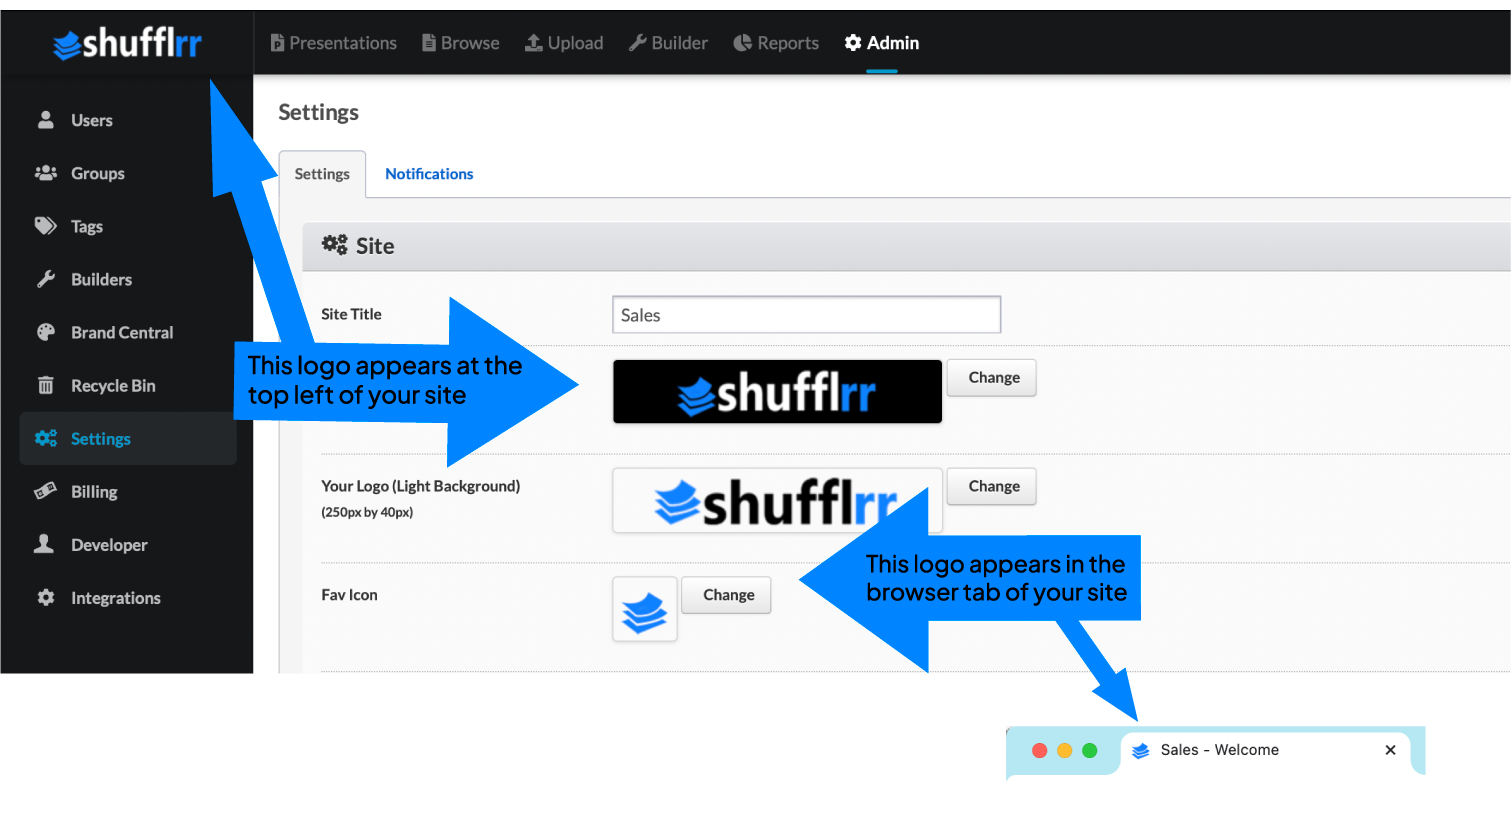 shufflrr
Presentations Browse Upload Builder Reports Admin
Users
Groups
Tags
Builders
Brand Central
Recycle Bin
Settings
Billing
Developer
Integrations
Settings
Settings Notifications
Site
Site Title
Sales
This logo appears at the
top left of your site
shufflrr
Change
Your Logo (Light Background)
(250px by 40px)
shufflrr
Change
Fav Icon
Change
This logo appears in the
browser tab of your site
Sales - Welcome